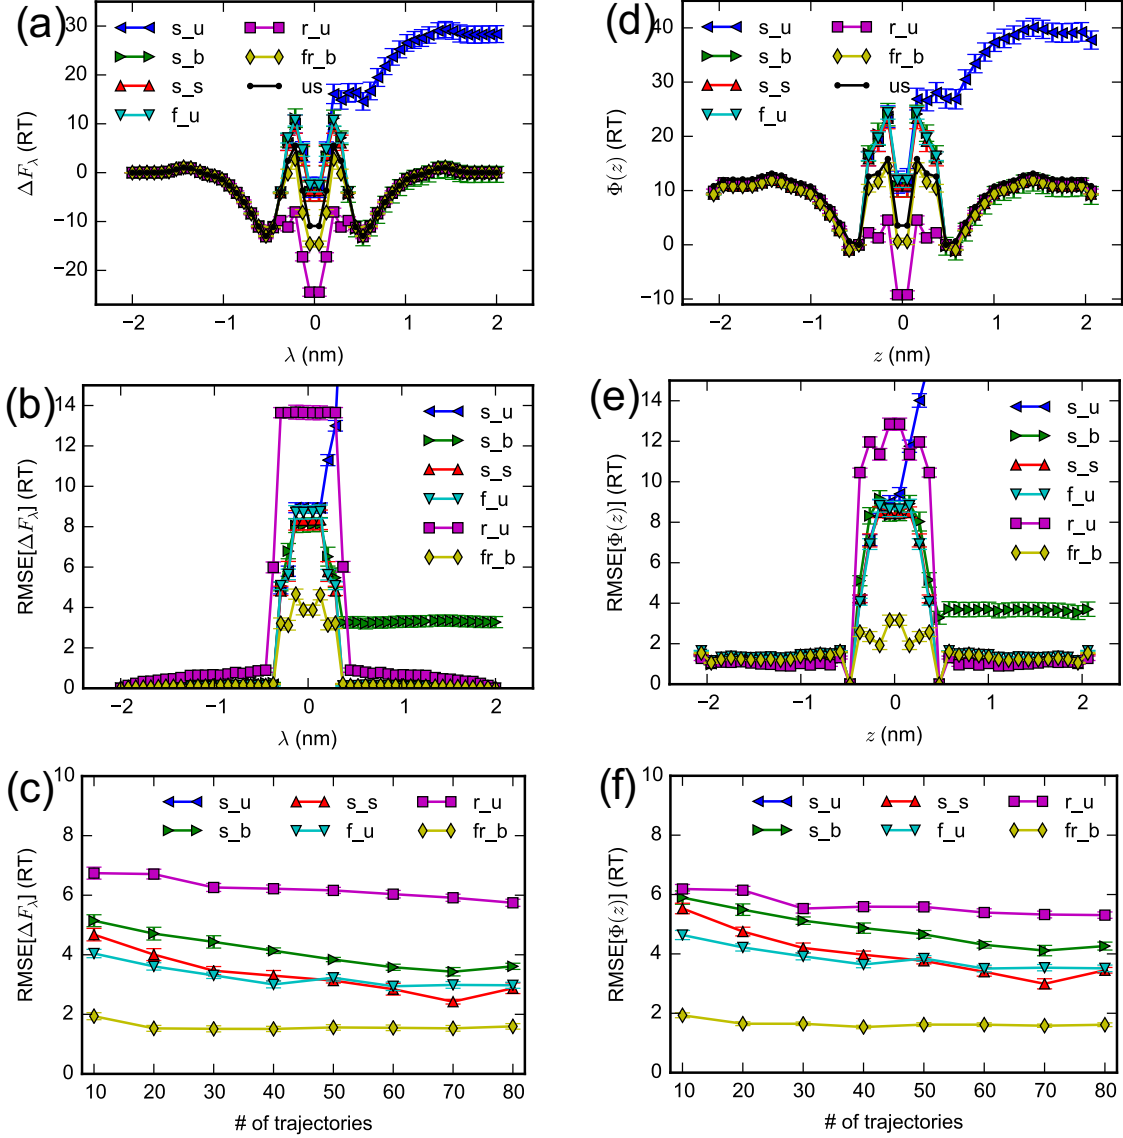 (a)
s_u
s_b
s_s
f_u
r_u
fr_b
us
30
20
10
0
−10
−20
ΔF_λ (RT)
−2
−1
0
1
2
λ (nm)
(d)
s_u
s_b
s_s
f_u
r_u
fr_b
us
40
30
20
10
0
−10
Φ(z) (RT)
−2
−1
0
1
2
z (nm)
(b)
14
12
10
8
6
4
2
0
RMSE[ΔF_λ] (RT)
s_u
s_b
s_s
f_u
r_u
fr_b
−2
−1
0
1
2
λ (nm)
(e)
14
12
10
8
6
4
2
0
RMSE[Φ(z)] (RT)
s_u
s_b
s_s
f_u
r_u
fr_b
−2
−1
0
1
2
z (nm)
(c)
10
8
6
4
2
0
RMSE[ΔF_λ] (RT)
s_u
s_b
s_s
f_u
r_u
fr_b
10 20 30 40 50 60 70 80
# of trajectories
(f)
10
8
6
4
2
0
RMSE[Φ(z)] (RT)
s_u
s_b
s_s
f_u
r_u
fr_b
10 20 30 40 50 60 70 80
# of trajectories